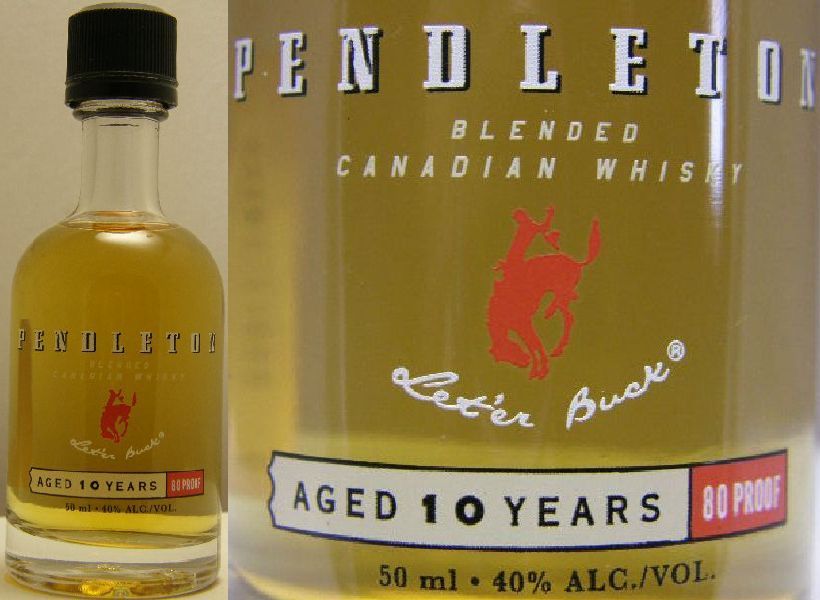 PENDLETON
BLENDED
CANADIAN WHISKY
Let'er Buck®
AGED 10 YEARS 80 PROOF
50 ml • 40% ALC./VOL.
PENDLETON
BLENDED
CANADIAN WHISKY
Let'er Buck®
AGED 10 YEARS 80 PROOF
50 ml • 40% ALC./VOL.